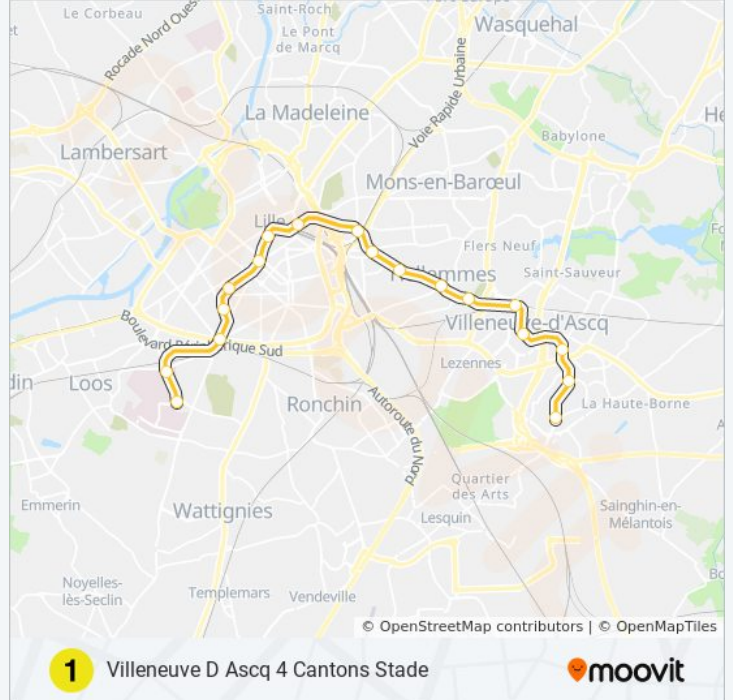 Le Corbeau
Saint-Roch
Wasquehal
Rocade Nord Oues
Le Pont
de Marcq
La Madeleine
Voie Rapide Urbaine
He
Babylone
Lambersart
Mons-en-Barœul
Lille
Flers Neuf
Saint-Sauveur
Villeneuve-d'Ascq
Lezennes
din
Loos
Ronchin
La Haute-Borne
Autoroute du Nord
Quartier
des Arts
Emmerin
Wattignies
Lesquin
Sainghin-en-
Mélantois
Noyelles-
lès-Seclin
Templemars
Vendeville
© OpenStreetMap contributors | © OpenMapTiles
1
Villeneuve D Ascq 4 Cantons Stade
moovit